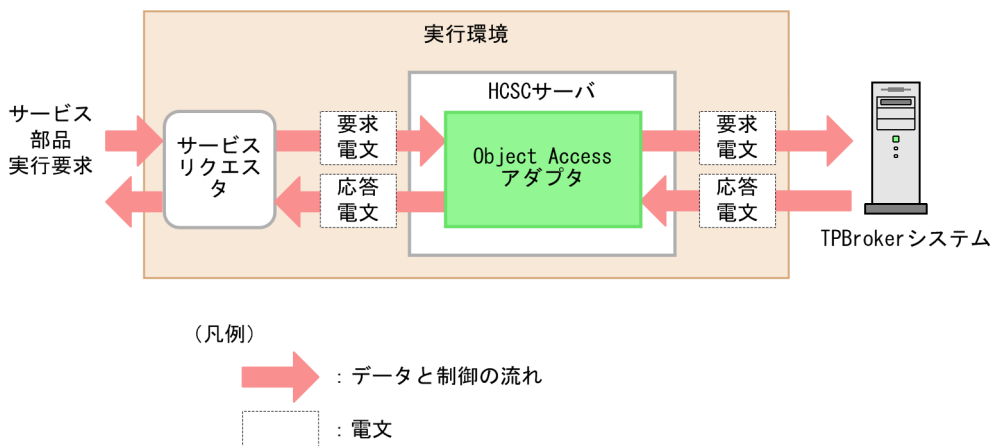 実行環境
HCSCサーバ
サービス
部品
実行要求
サービス
リクエス
タ
要求
電文
応答
電文
Object Access
アダプタ
要求
電文
応答
電文
TPBrokerシステム
（凡例）
：データと制御の流れ
：電文